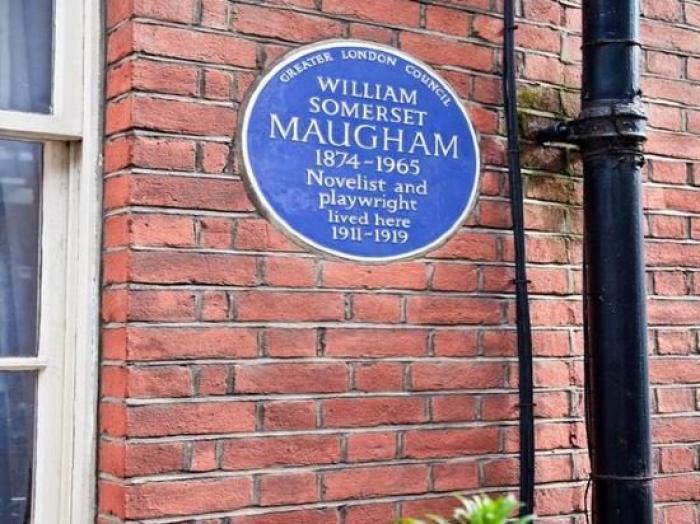 GREATER LONDON COUNCIL
WILLIAM
SOMERSET
MAUGHAM
1874-1965
Novelist and
playwright
lived here
1911-1919